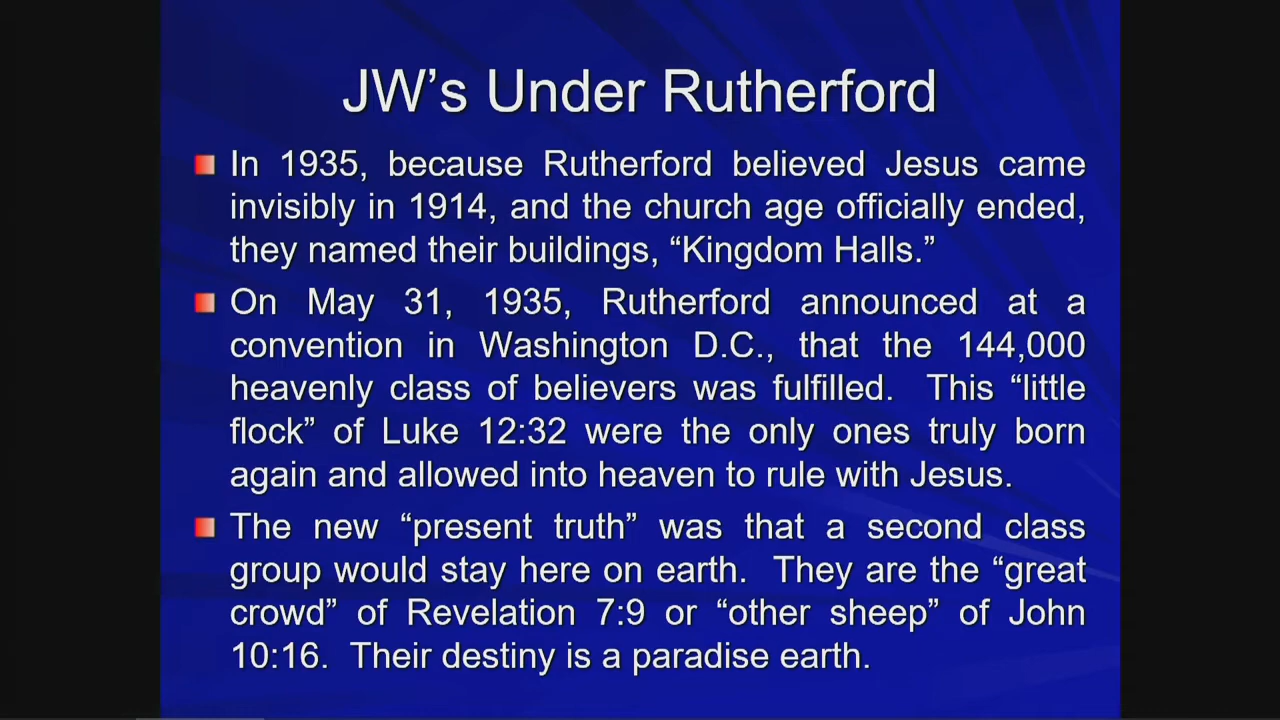 JW’s Under Rutherford
In 1935, because Rutherford believed Jesus came
invisibly in 1914, and the church age officially ended,
they named their buildings, “Kingdom Halls.”
On May 31, 1935, Rutherford announced at a
convention in Washington D.C., that the 144,000
heavenly class of believers was fulfilled.  This “little
flock” of Luke 12:32 were the only ones truly born
again and allowed into heaven to rule with Jesus.
The new “present truth” was that a second class
group would stay here on earth.  They are the “great
crowd” of Revelation 7:9 or “other sheep” of John
10:16.  Their destiny is a paradise earth.